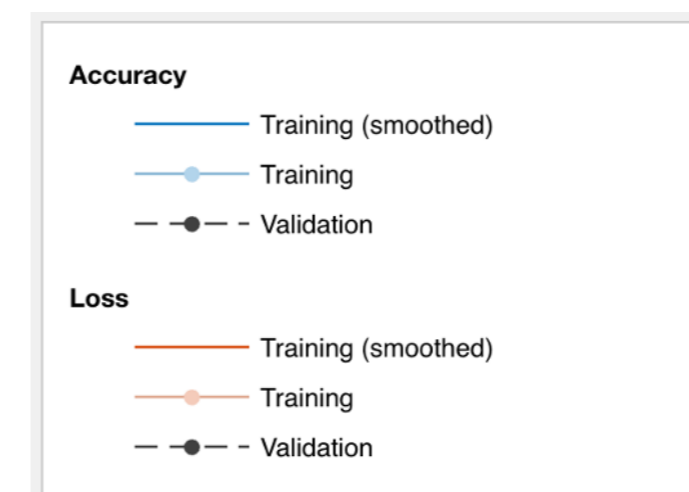 Accuracy
Training (smoothed)
Training
Validation
Loss
Training (smoothed)
Training
Validation